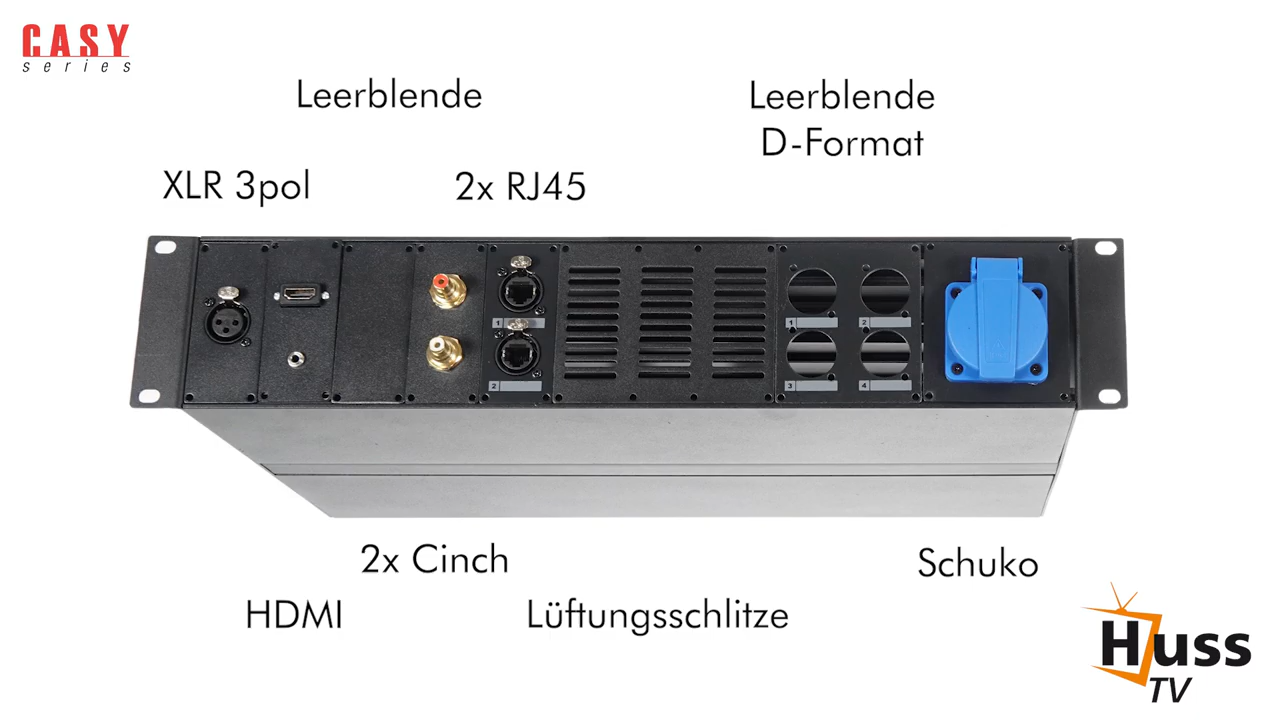 CASY
series
Leerblende
Leerblende
D-Format
XLR 3pol
2x RJ45
1
2
1
2
3
4
2x Cinch
Schuko
HDMI
Lüftungsschlitze
Huss
TV